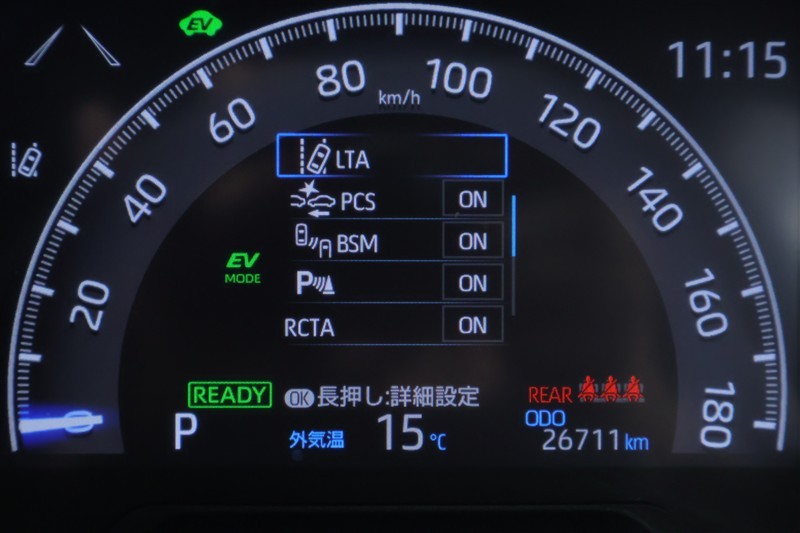 EV
11:15
km/h
0
20
40
60
80
100
120
140
160
180
LTA
PCS ON
BSM ON
P ON
RCTA ON
EV
MODE
READY
OK 長押し:詳細設定
REAR
P
外気温 15℃
ODO
26711 km